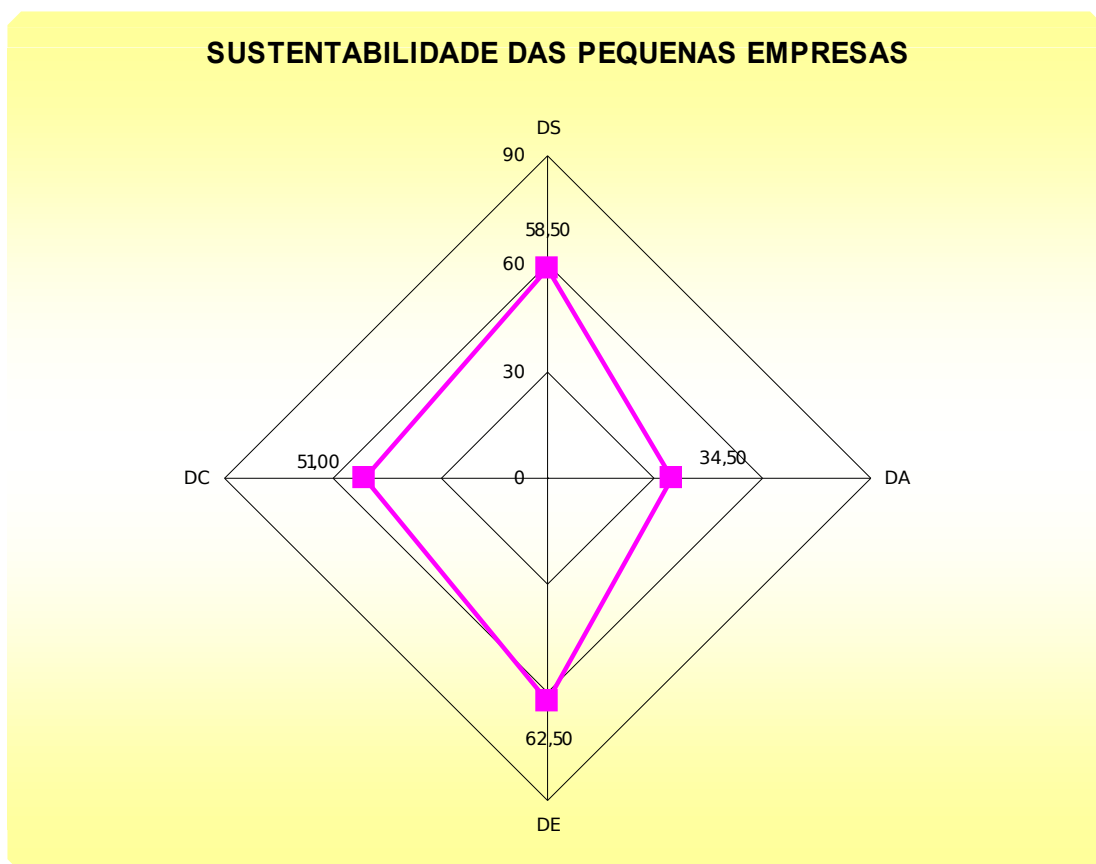 SUSTENTABILIDADE DAS PEQUENAS EMPRESAS
DS
90
58,50
60
30
51,00
34,50
DC
0
DA
62,50
DE